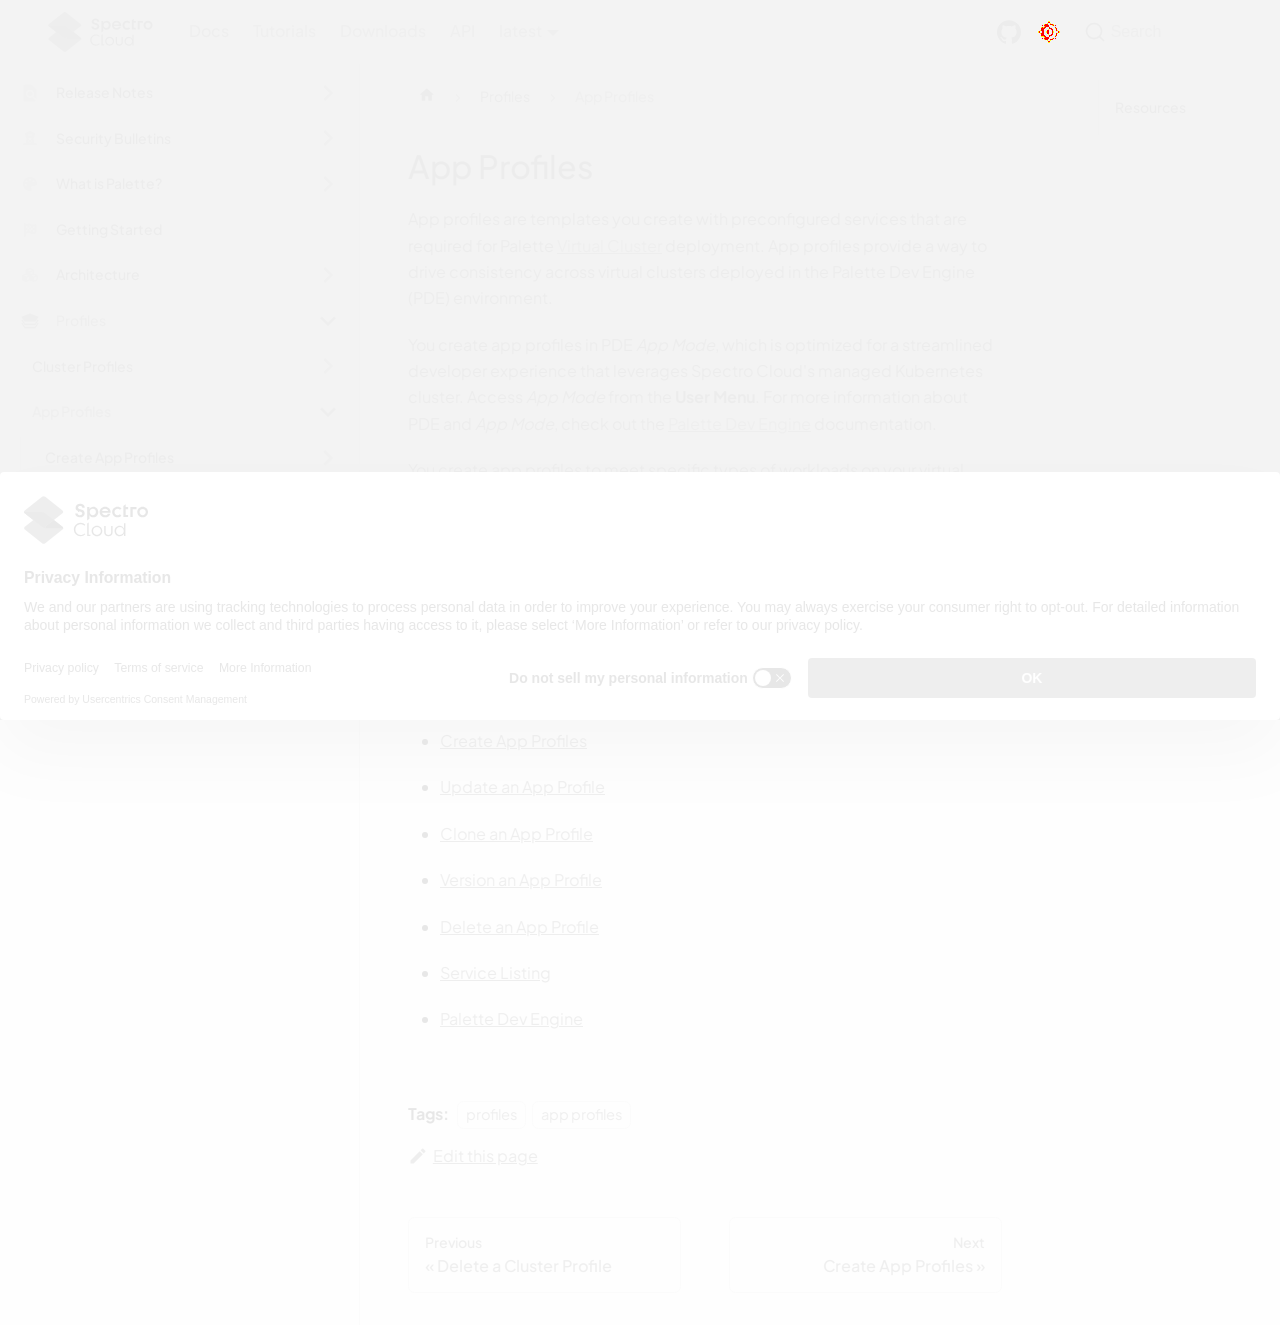 Spectro
Cloud
Docs
Tutorials
Downloads
API
latest
Search
Release Notes
Security Bulletins
What is Palette?
Getting Started
Architecture
Profiles
Cluster Profiles
App Profiles
Create App Profiles
Profiles
App Profiles
Resources
App Profiles
App profiles are templates you create with preconfigured services that are
required for Palette Virtual Cluster deployment. App profiles provide a way to
drive consistency across virtual clusters deployed in the Palette Dev Engine
(PDE) environment.
You create app profiles in PDE App Mode, which is optimized for a streamlined
developer experience that leverages Spectro Cloud's managed Kubernetes
cluster. Access App Mode from the User Menu. For more information about
PDE and App Mode, check out the Palette Dev Engine documentation.
You create app profiles to meet specific types of workloads on your virtual
Spectro
Cloud
Privacy Information
We and our partners are using tracking technologies to process personal data in order to improve your experience. You may always exercise your consumer right to opt-out. For detailed information
about personal information we collect and third parties having access to it, please select ‘More Information’ or refer to our privacy policy.
Privacy policy
Terms of service
More Information
Powered by Usercentrics Consent Management
Do not sell my personal information
OK
Create App Profiles
Update an App Profile
Clone an App Profile
Version an App Profile
Delete an App Profile
Service Listing
Palette Dev Engine
Tags:
profiles
app profiles
Edit this page
Previous
« Delete a Cluster Profile
Next
Create App Profiles »